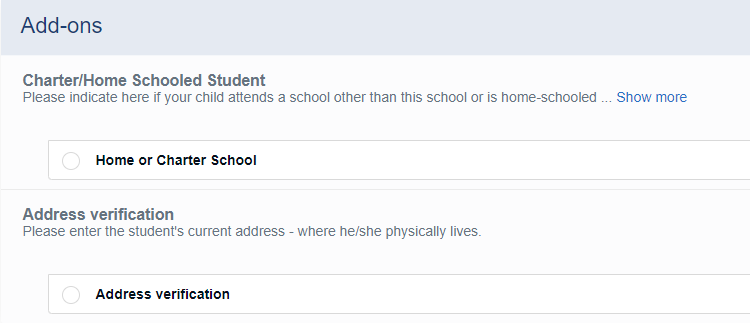 Add-ons
Charter/Home Schooled Student
Please indicate here if your child attends a school other than this school or is home-schooled ... Show more
Home or Charter School
Address verification
Please enter the student's current address - where he/she physically lives.
Address verification